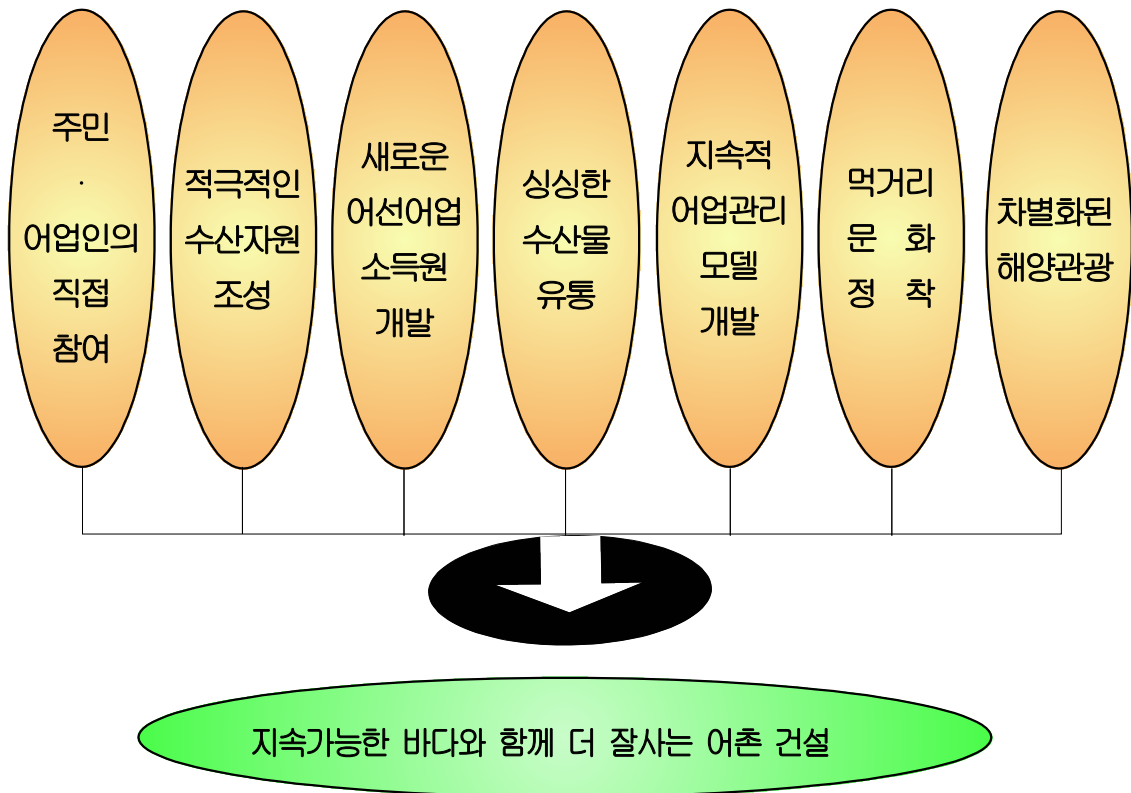 주민
·
어업인의
직접
참여
적극적인
수산자원
조성
새로운
어선어업
소득원
개발
싱싱한
수산물
유통
지속적
어업관리
모델
개발
먹거리
문 화
정 착
차별화된
해양관광
지속가능한 바다와 함께 더 잘사는 어촌 건설